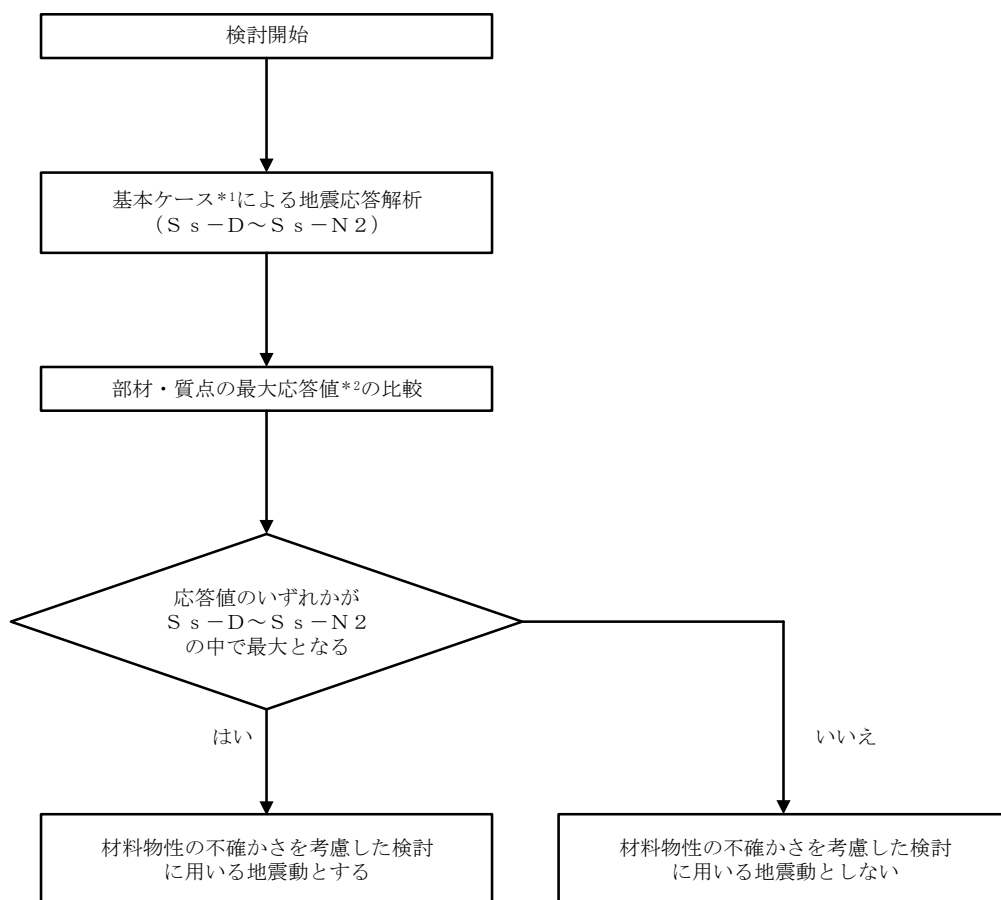 検討開始
基本ケース*1による地震応答解析
（Ｓｓ－Ｄ～Ｓｓ－Ｎ２）
部材・質点の最大応答値*2の比較
応答値のいずれかが
Ｓｓ－Ｄ～Ｓｓ－Ｎ２
の中で最大となる
はい
いいえ
材料物性の不確かさを考慮した検討
に用いる地震動とする
材料物性の不確かさを考慮した検討
に用いる地震動としない